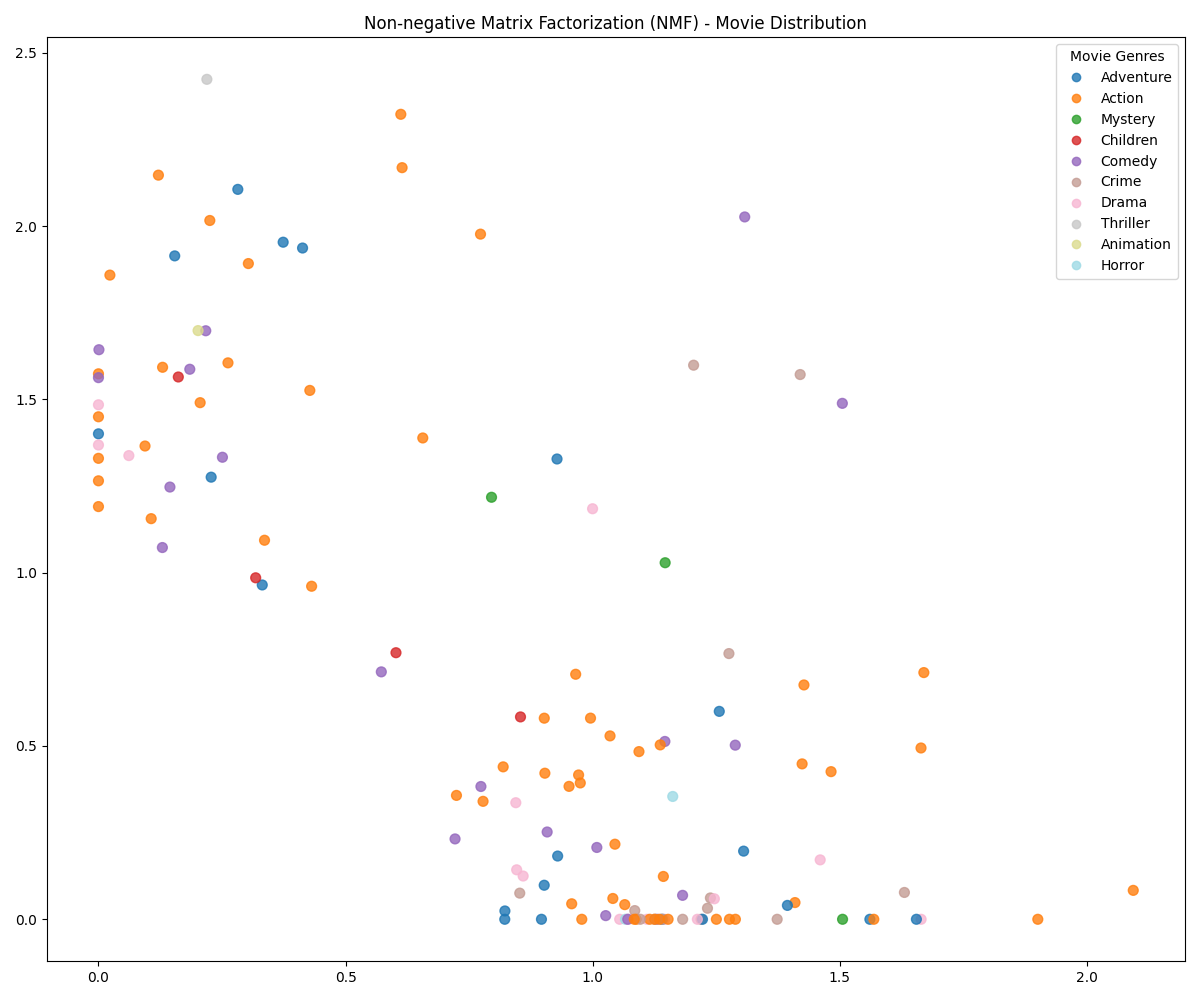 Non-negative Matrix Factorization (NMF) - Movie Distribution
2.5
2.0
1.5
1.0
0.5
0.0
0.0
0.5
1.0
1.5
2.0
Movie Genres
Adventure
Action
Mystery
Children
Comedy
Crime
Drama
Thriller
Animation
Horror